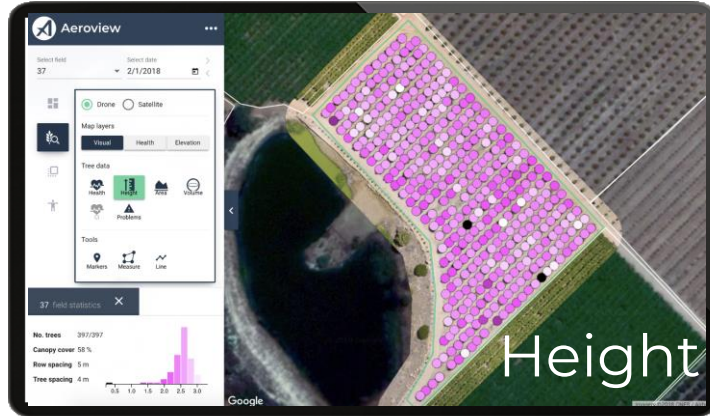 Aeroview
Select field
37
Select date
2/1/2018
Drone
Satellite
Map layers
Visual
Health
Elevation
Tree data
Health
Height
Area
Volume
Problems
Tools
Markers
Measure
Line
37 field statistics
No. trees 397/397
Canopy cover 58 %
Row spacing 5 m
Tree spacing 4 m
0.5 1.0 1.5 2.0 2.5 3.0
Google
Height